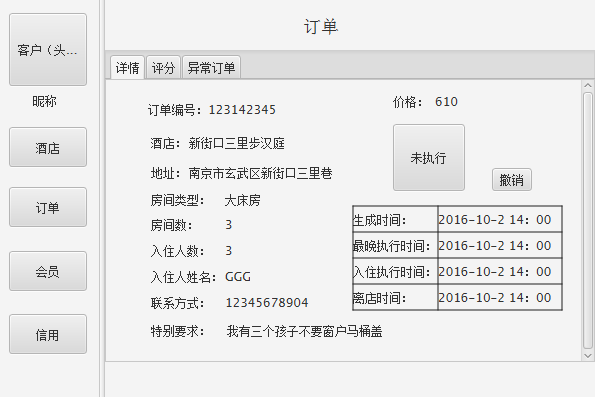 订单
客户（头...
昵称
酒店
订单
会员
信用
详情
评分
异常订单
订单编号：123142345
价格： 610
酒店：新街口三里步汉庭
未执行
地址：南京市玄武区新街口三里巷
撤销
房间类型： 大床房
房间数： 3
入住人数： 3
入住人姓名：GGG
联系方式： 12345678904
特别要求： 我有三个孩子不要窗户马桶盖
生成时间： 2016-10-2 14：00
最晚执行时间： 2016-10-2 14：00
入住执行时间： 2016-10-2 14：00
离店时间： 2016-10-2 14：00